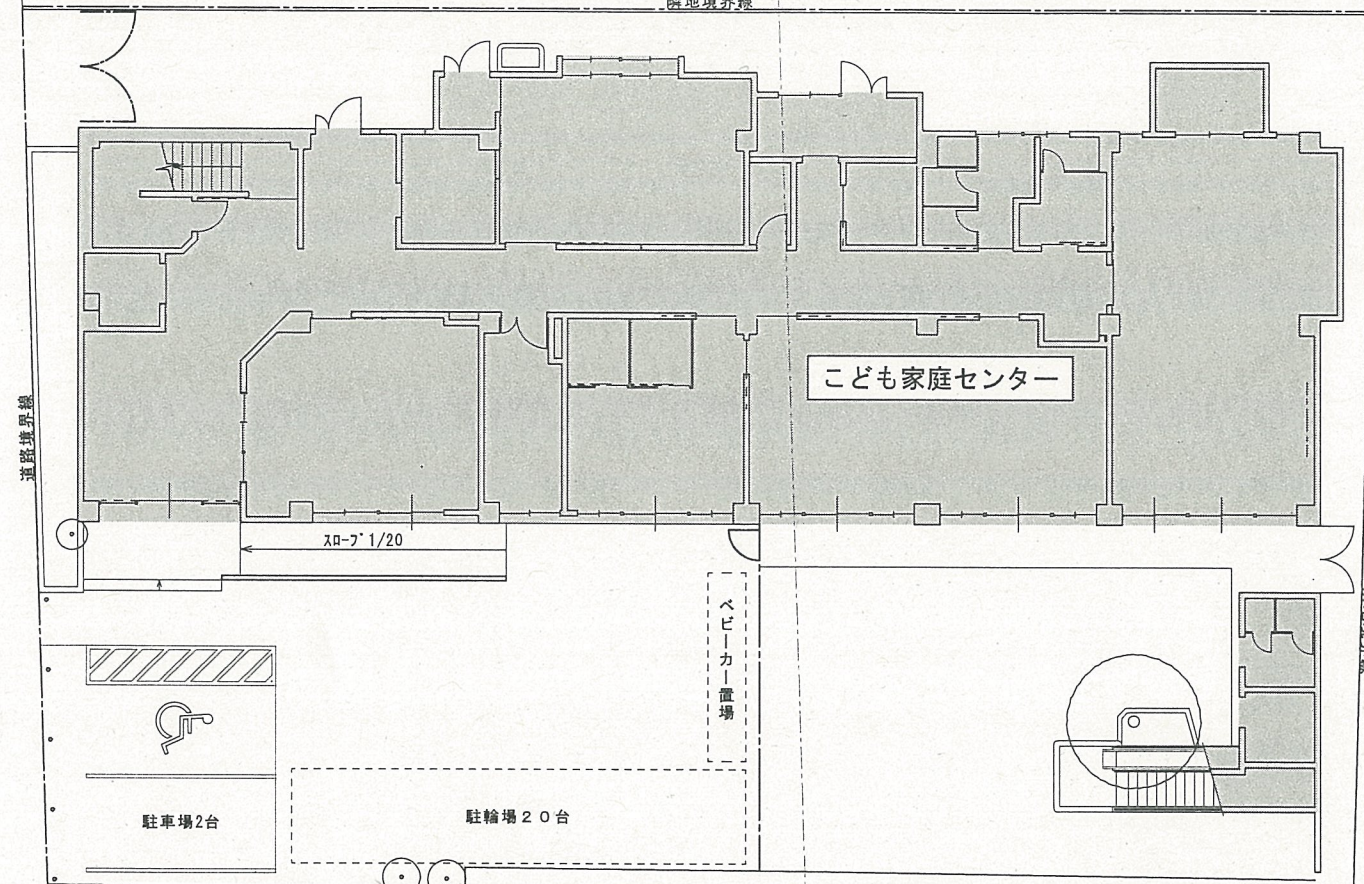 隣地境界線
こども家庭センター
道路境界線
スロープ 1/20
ベビーカー置場
駐車場2台
駐輪場20台